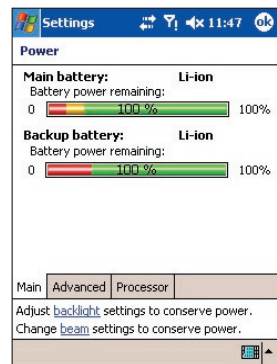 Settings 11:47 ok
Power
Main battery: Li-ion
Battery power remaining:
0 100 % 100%
Backup battery: Li-ion
Battery power remaining:
0 100 % 100%
Main Advanced Processor
Adjust backlight settings to conserve power.
Change beam settings to conserve power.